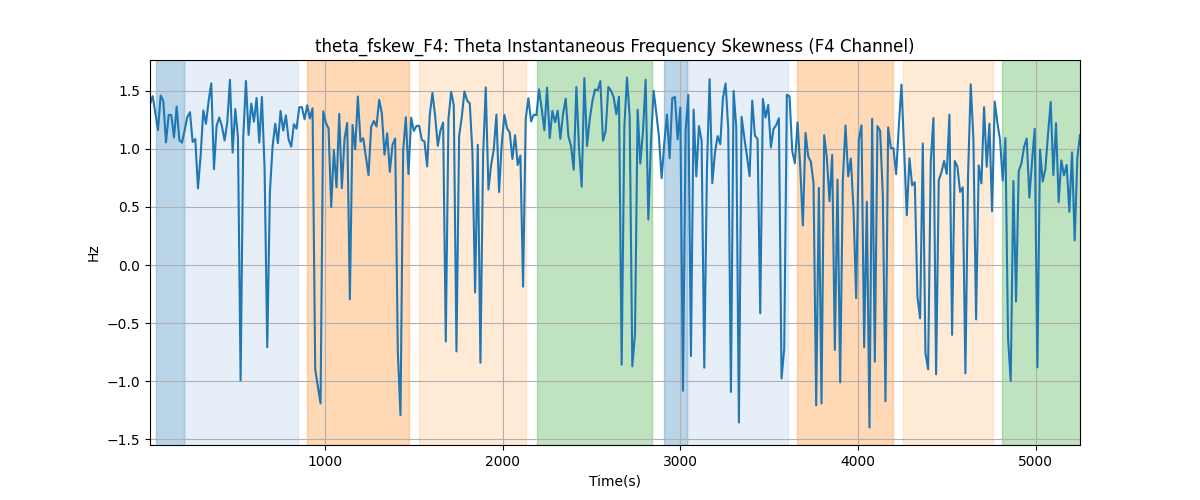 theta_fskew_F4: Theta Instantaneous Frequency Skewness (F4 Channel)
1.5
1.0
0.5
0.0
−0.5
−1.0
−1.5
Hz
1000 2000 3000 4000 5000
Time(s)